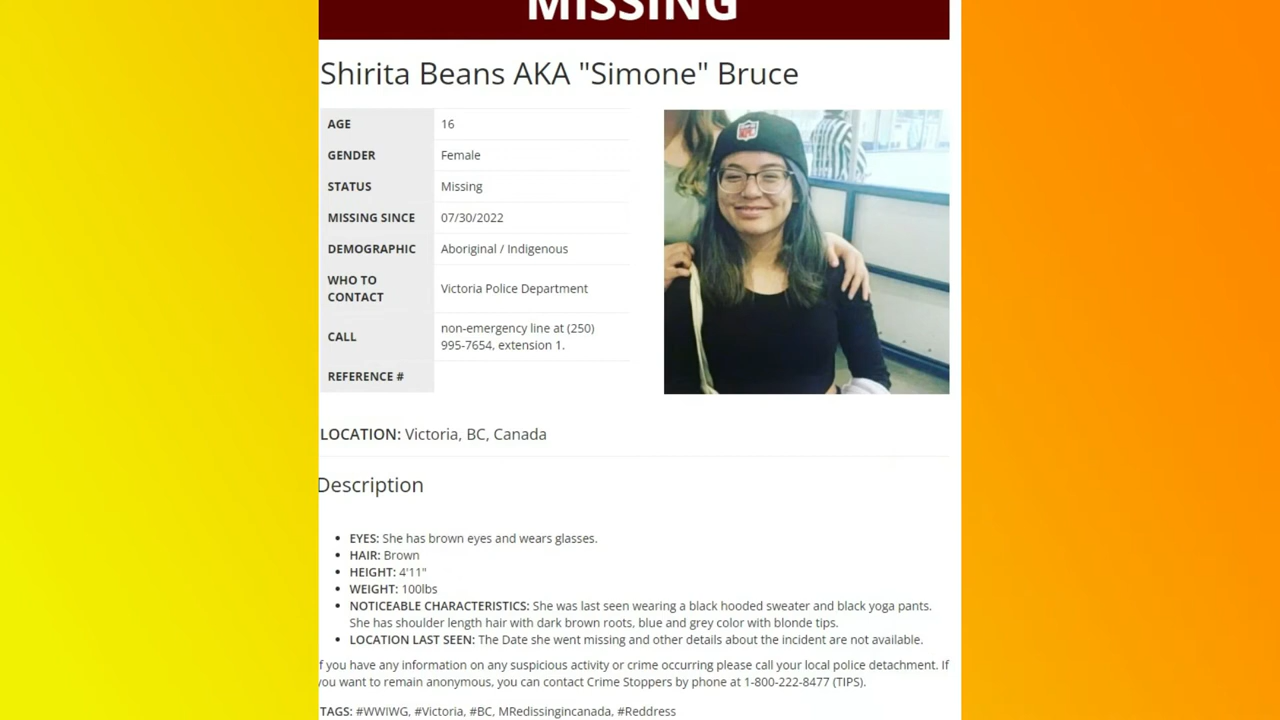 MISSING
Shirita Beans AKA "Simone" Bruce
AGE 16
GENDER Female
STATUS Missing
MISSING SINCE 07/30/2022
DEMOGRAPHIC Aboriginal / Indigenous
WHO TO
CONTACT
Victoria Police Department
CALL
non-emergency line at (250)
995-7654, extension 1.
REFERENCE #
LOCATION: Victoria, BC, Canada
Description
• EYES: She has brown eyes and wears glasses.
• HAIR: Brown
• HEIGHT: 4'11"
• WEIGHT: 100lbs
• NOTICEABLE CHARACTERISTICS: She was last seen wearing a black hooded sweater and black yoga pants.
She has shoulder length hair with dark brown roots, blue and grey color with blonde tips.
• LOCATION LAST SEEN: The Date she went missing and other details about the incident are not available.
f you have any information on any suspicious activity or crime occurring please call your local police detachment. If
you want to remain anonymous, you can contact Crime Stoppers by phone at 1-800-222-8477 (TIPS).
TAGS: #WWIWG, #Victoria, #BC, MRedissingincanada, #Reddress